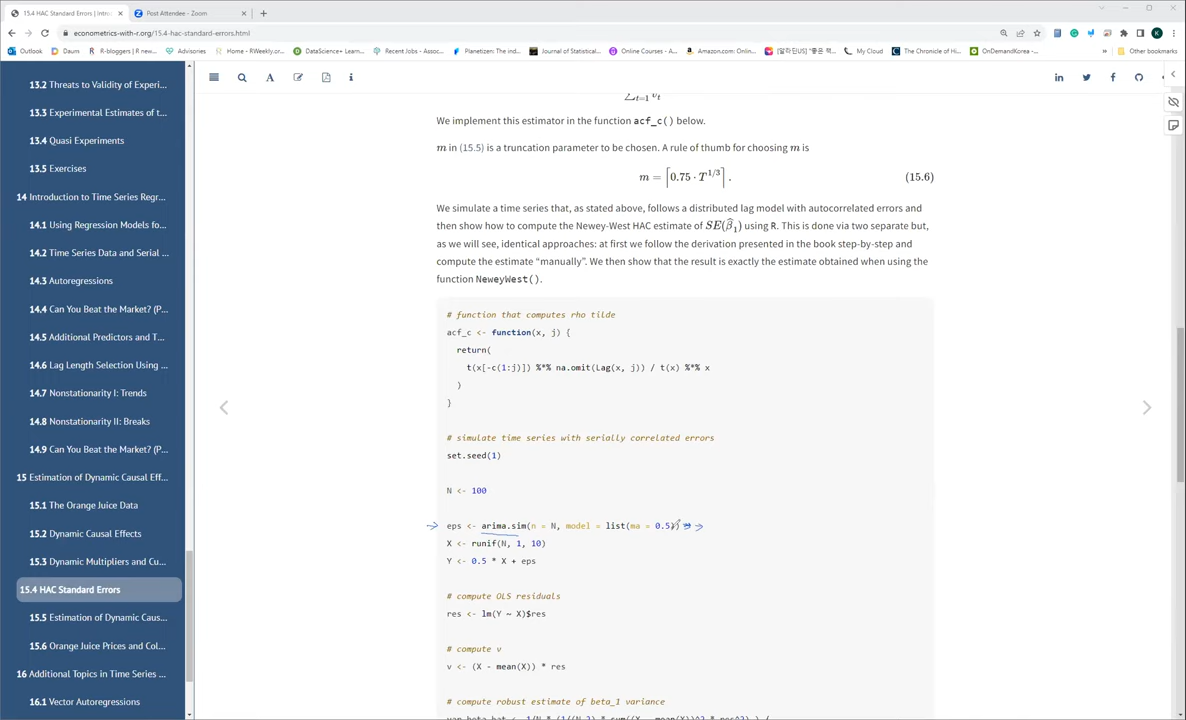 15.4 HAC Standard Errors | Intro
Post Attendee - Zoom
econometrics-with-r.org/15.4-hac-standard-errors.html
Outlook
Daum
R-bloggers | R new...
Advisories
Home - RWeekly.or...
DataScience+ Lear...
Recent Jobs - Assoc...
Planetizen: The ind...
Journal of Statistical...
Online Courses - A...
Amazon.com: Onlin...
My Cloud
The Chronicle of Hi...
OnDemandKorea -...
Other bookmarks
13.2 Threats to Validity of Experi...
13.3 Experimental Estimates of t...
13.4 Quasi Experiments
13.5 Exercises
14 Introduction to Time Series Regr...
14.1 Using Regression Models fo...
14.2 Time Series Data and Serial ...
14.3 Autoregressions
14.4 Can You Beat the Market? (P...
14.5 Additional Predictors and T...
14.6 Lag Length Selection Using ...
14.7 Nonstationarity I: Trends
14.8 Nonstationarity II: Breaks
14.9 Can You Beat the Market? (P...
15 Estimation of Dynamic Causal Eff...
15.1 The Orange Juice Data
15.2 Dynamic Causal Effects
15.3 Dynamic Multipliers and Cu...
15.4 HAC Standard Errors
15.5 Estimation of Dynamic Caus...
15.6 Orange Juice Prices and Col...
16 Additional Topics in Time Series ...
16.1 Vector Autoregressions
We implement this estimator in the function acf_c() below.
m in (15.5) is a truncation parameter to be chosen. A rule of thumb for choosing m is
m = ⌈0.75 · T^{1/3}⌉. (15.6)
We simulate a time series that, as stated above, follows a distributed lag model with autocorrelated errors and
then show how to compute the Newey-West HAC estimate of SE(β̂₁) using R. This is done via two separate but,
as we will see, identical approaches: at first we follow the derivation presented in the book step-by-step and
compute the estimate “manually”. We then show that the result is exactly the estimate obtained when using the
function NeweyWest().
# function that computes rho tilde
acf_c <- function(x, j) {
return(
t(x[-c(1:j)]) %*% na.omit(Lag(x, j)) / t(x) %*% x
)
}
# simulate time series with serially correlated errors
set.seed(1)
N <- 100
eps <- arima.sim(n = N, model = list(ma = 0.5))
X <- runif(N, 1, 10)
Y <- 0.5 * X + eps
# compute OLS residuals
res <- lm(Y ~ X)$res
# compute v
v <- (X - mean(X)) * res
# compute robust estimate of beta_1 variance